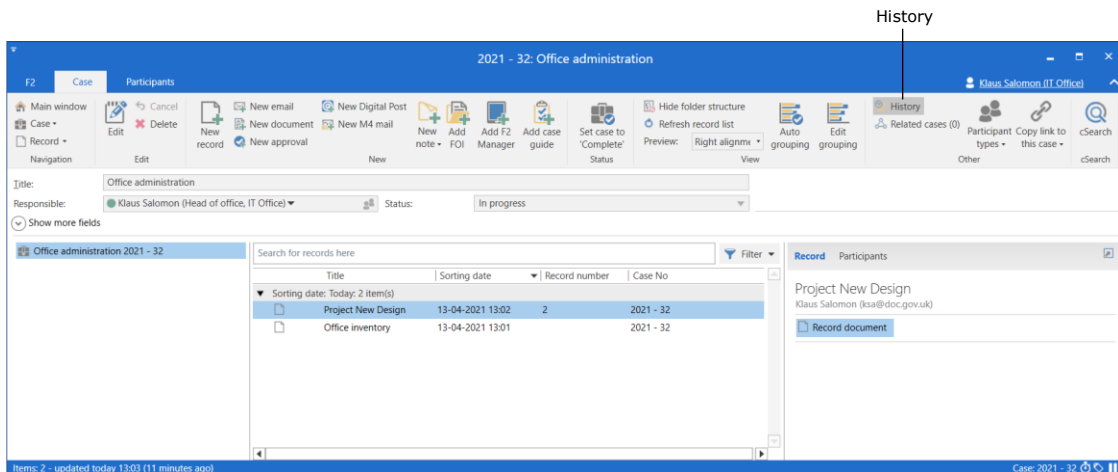 History
2021 - 32: Office administration
F2 Case Participants Klaus Salomon (IT Office)
Main window
Case
Record
Navigation
Edit
Cancel
Delete
Edit
New record
New email
New document
New approval
New Digital Post
New M4 mail
New note
Add FOI
Add F2 Manager
Add case guide
New
Set case to 'Complete'
Status
Hide folder structure
Refresh record list
Preview: Right alignme
Auto grouping
Edit grouping
View
History
Related cases (0)
Participant types
Copy link to this case
Other
cSearch
cSearch
Title: Office administration
Responsible: Klaus Salomon (Head of office, IT Office) Status: In progress
Show more fields
Office administration 2021 - 32
Search for records here Filter
Title Sorting date Record number Case No
Sorting date: Today: 2 item(s)
Project New Design 13-04-2021 13:02 2 2021 - 32
Office inventory 13-04-2021 13:01 2021 - 32
Record Participants
Project New Design
Klaus Salomon (ksa@doc.gov.uk)
Record document
Items: 2 - updated today 13:03 (11 minutes ago) Case: 2021 - 32